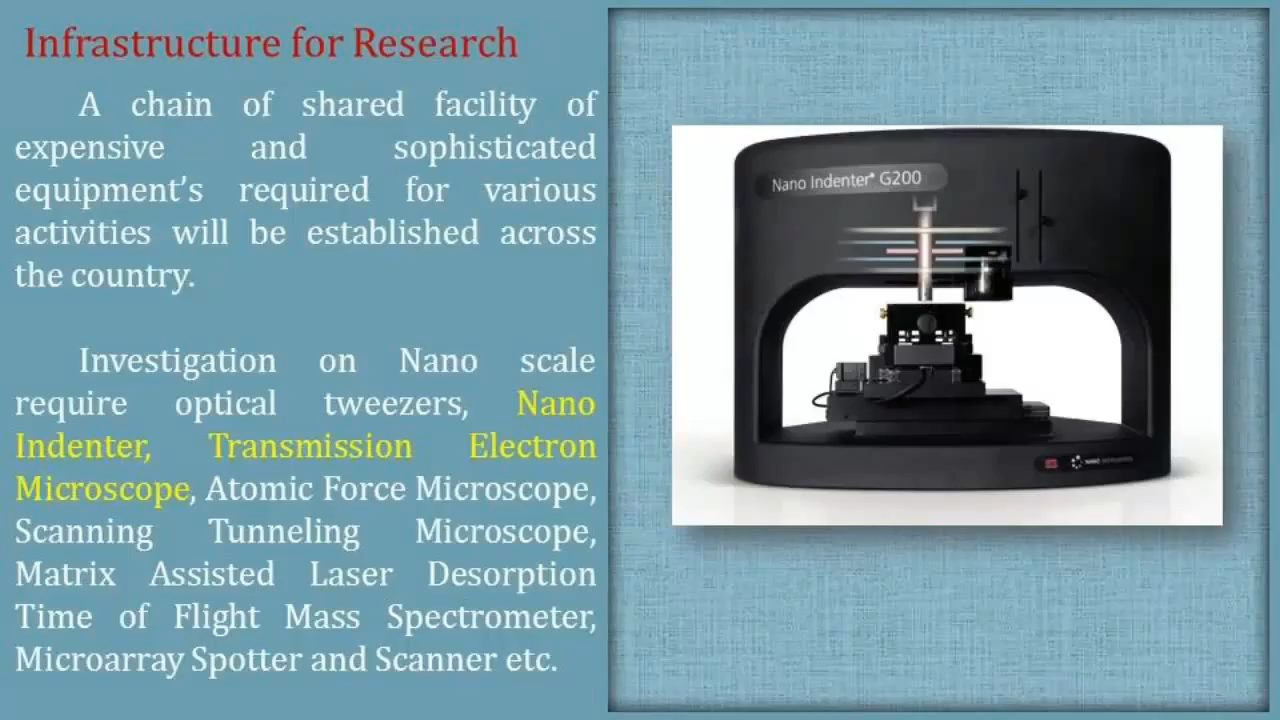 Infrastructure for Research
A chain of shared facility of
expensive and sophisticated
equipment’s required for various
activities will be established across
the country.
Investigation on Nano scale
require optical tweezers, Nano
Indenter, Transmission Electron
Microscope, Atomic Force Microscope,
Scanning Tunneling Microscope,
Matrix Assisted Laser Desorption
Time of Flight Mass Spectrometer,
Microarray Spotter and Scanner etc.
Nano Indenter® G200